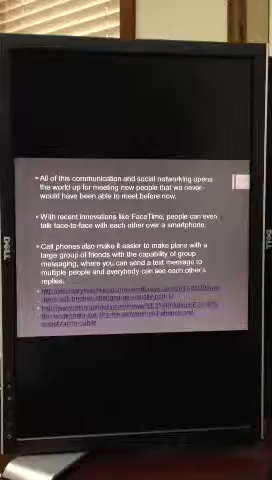 • All of this communication and social networking opens
the world up for meeting new people that we never
would have been able to meet before now.
• With recent innovations like FaceTime, people can even
talk face-to-face with each other over a smartphone.
• Cell phones also make it easier to make plans with a
large group of friends with the capability of group
messaging, where you can send a text message to
multiple people and everybody can see each other's
replies.
DELL
DELL